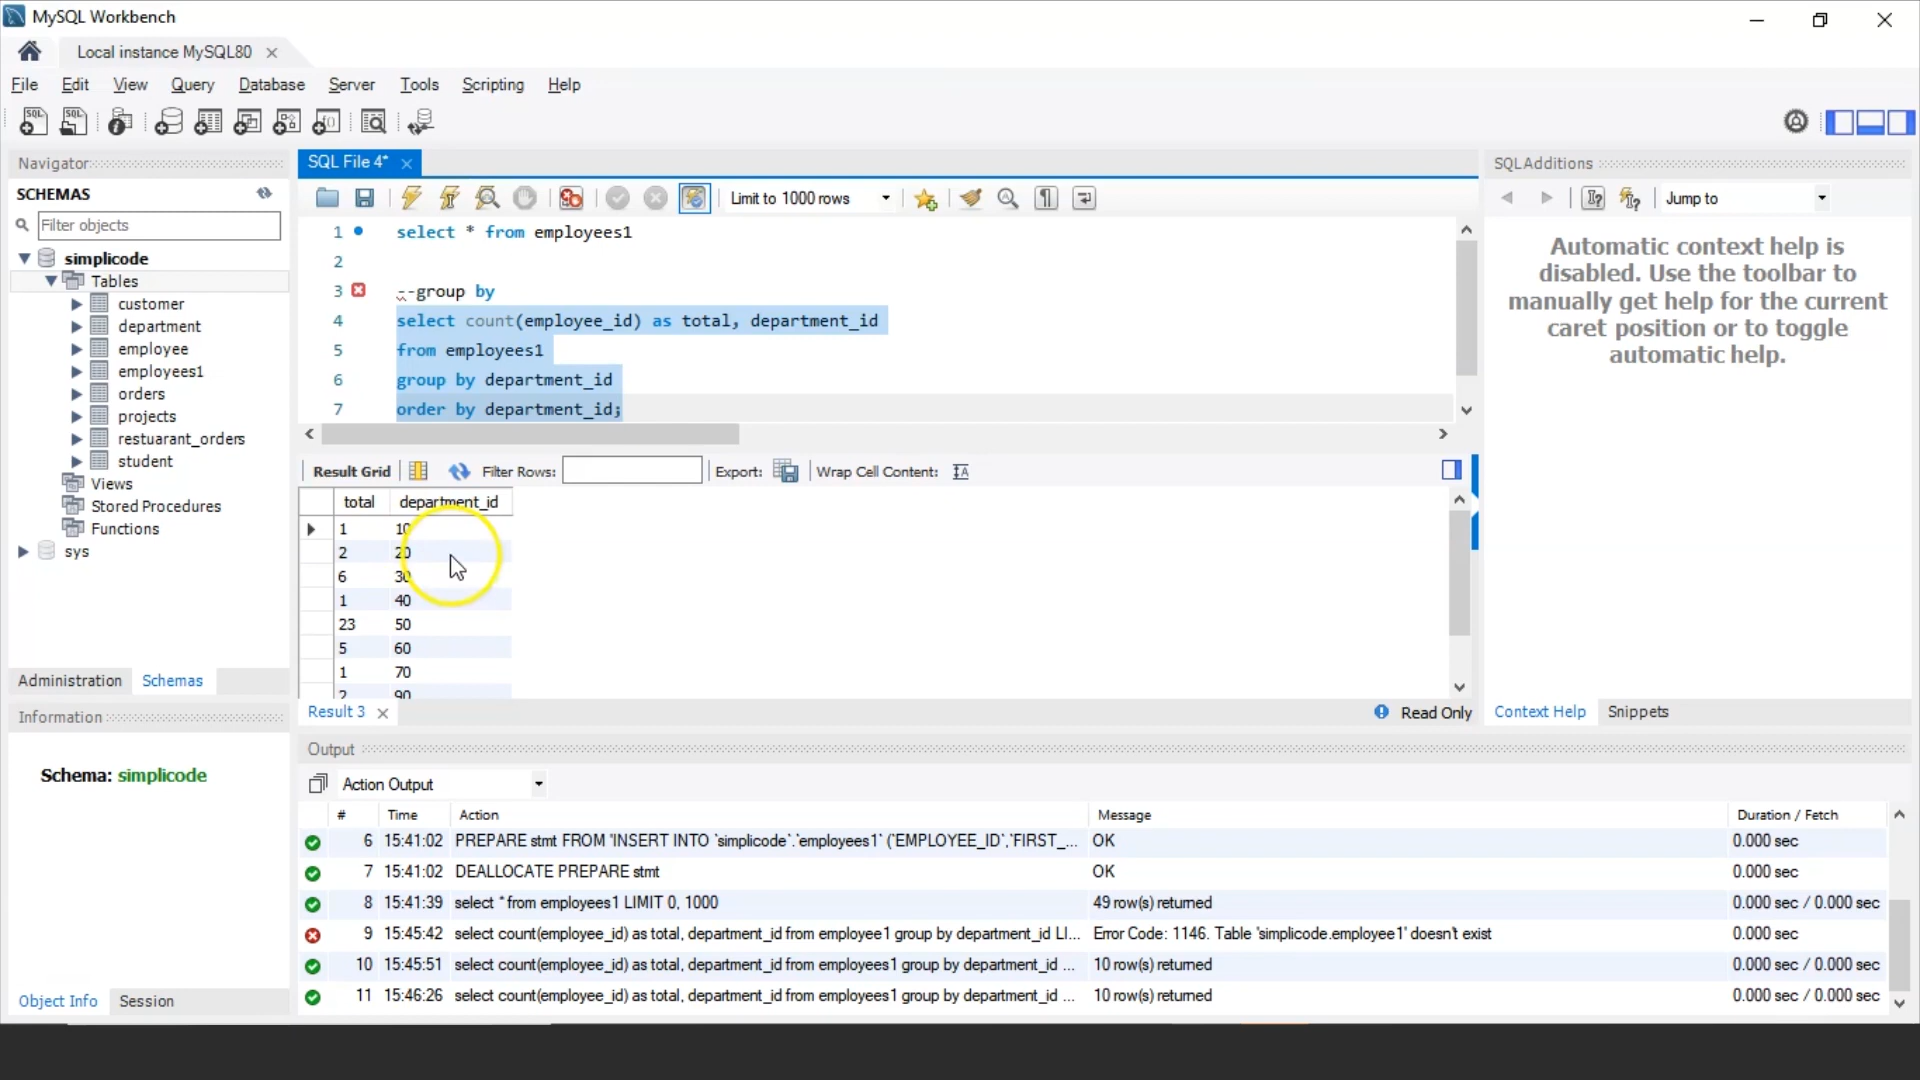 MySQL Workbench
Local instance MySQL80
File Edit View Query Database Server Tools Scripting Help
Navigator
SCHEMAS
Filter objects
simplicode
Tables
customer
department
employee
employees1
orders
projects
restuarant_orders
student
Views
Stored Procedures
Functions
sys
Administration Schemas
Information
Schema: simplicode
Object Info Session
SQL File 4*
Limit to 1000 rows
1 select * from employees1
2
3 --group by
4 select count(employee_id) as total, department_id
5 from employees1
6 group by department_id
7 order by department_id;
Result Grid Filter Rows: Export: Wrap Cell Content:
total department_id
1 10
2 20
6 30
1 40
23 50
5 60
1 70
2 90
Result 3 Read Only
SQLAdditions
Jump to
Automatic context help is
disabled. Use the toolbar to
manually get help for the current
caret position or to toggle
automatic help.
Context Help Snippets
Output
Action Output
# Time Action Message Duration / Fetch
6 15:41:02 PREPARE stmt FROM 'INSERT INTO `simplicode`.`employees1` (`EMPLOYEE_ID`,`FIRST_... OK 0.000 sec
7 15:41:02 DEALLOCATE PREPARE stmt OK 0.000 sec
8 15:41:39 select * from employees1 LIMIT 0, 1000 49 row(s) returned 0.000 sec / 0.000 sec
9 15:45:42 select count(employee_id) as total, department_id from employee1 group by department_id LI... Error Code: 1146. Table 'simplicode.employee1' doesn't exist 0.000 sec
10 15:45:51 select count(employee_id) as total, department_id from employees1 group by department_id ... 10 row(s) returned 0.000 sec / 0.000 sec
11 15:46:26 select count(employee_id) as total, department_id from employees1 group by department_id ... 10 row(s) returned 0.000 sec / 0.000 sec